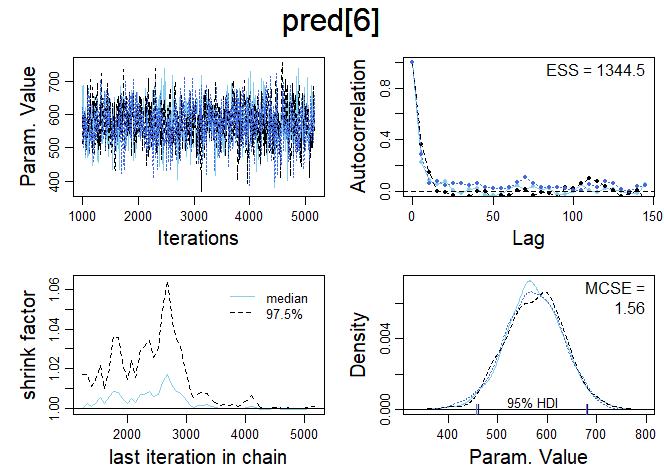 pred[6]
Param. Value
400 500 600 700
1000 2000 3000 4000 5000
Iterations
Autocorrelation
0.0 0.4 0.8
ESS = 1344.5
0 50 100 150
Lag
shrink factor
1.00 1.02 1.04 1.06
median
97.5%
2000 3000 4000 5000
last iteration in chain
Density
0.000 0.004
MCSE =
1.56
95% HDI
400 500 600 700 800
Param. Value